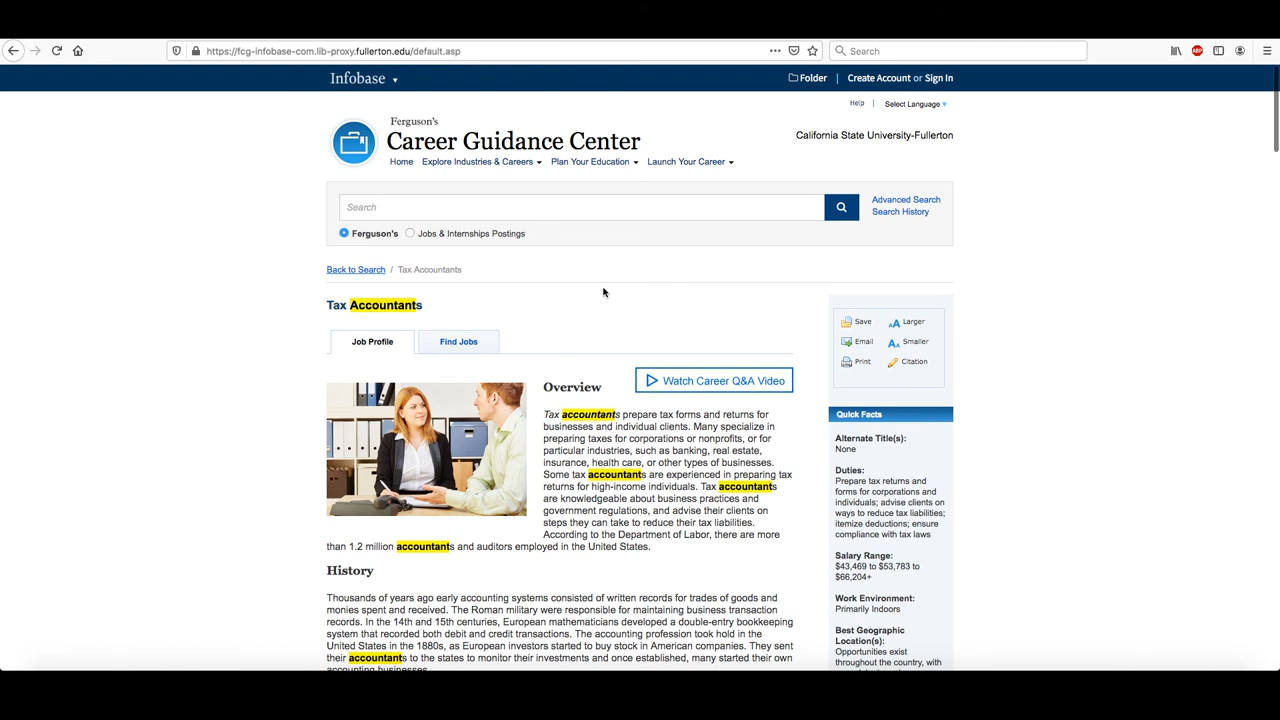 https://fcg-infobase-com.lib-proxy.fullerton.edu/default.asp
Search
ABP
Infobase
Folder | Create Account or Sign In
Help | Select Language
Ferguson's
Career Guidance Center
California State University-Fullerton
Home Explore Industries & Careers Plan Your Education Launch Your Career
Search
Advanced Search
Search History
Ferguson's Jobs & Internships Postings
Back to Search / Tax Accountants
Tax Accountants
Job Profile Find Jobs
Watch Career Q&A Video
Overview
Tax accountants prepare tax forms and returns for
businesses and individual clients. Many specialize in
preparing taxes for corporations or nonprofits, or for
particular industries, such as banking, real estate,
insurance, health care, or other types of businesses.
Some tax accountants are experienced in preparing tax
returns for high-income individuals. Tax accountants
are knowledgeable about business practices and
government regulations, and advise their clients on
steps they can take to reduce their tax liabilities.
According to the Department of Labor, there are more
than 1.2 million accountants and auditors employed in the United States.
History
Thousands of years ago early accounting systems consisted of written records for trades of goods and
monies spent and received. The Roman military were responsible for maintaining business transaction
records. In the 14th and 15th centuries, European mathematicians developed a double-entry bookkeeping
system that recorded both debit and credit transactions. The accounting profession took hold in the
United States in the 1880s, as European investors started to buy stock in American companies. They sent
their accountants to the states to monitor their investments and once established, many started their own
accounting businesses.
Save Larger
Email Smaller
Print Citation
Quick Facts
Alternate Title(s):
None
Duties:
Prepare tax returns and
forms for corporations and
individuals; advise clients on
ways to reduce tax liabilities;
itemize deductions; ensure
compliance with tax laws
Salary Range:
$43,469 to $53,783 to
$66,204+
Work Environment:
Primarily Indoors
Best Geographic
Location(s):
Opportunities exist
throughout the country, with